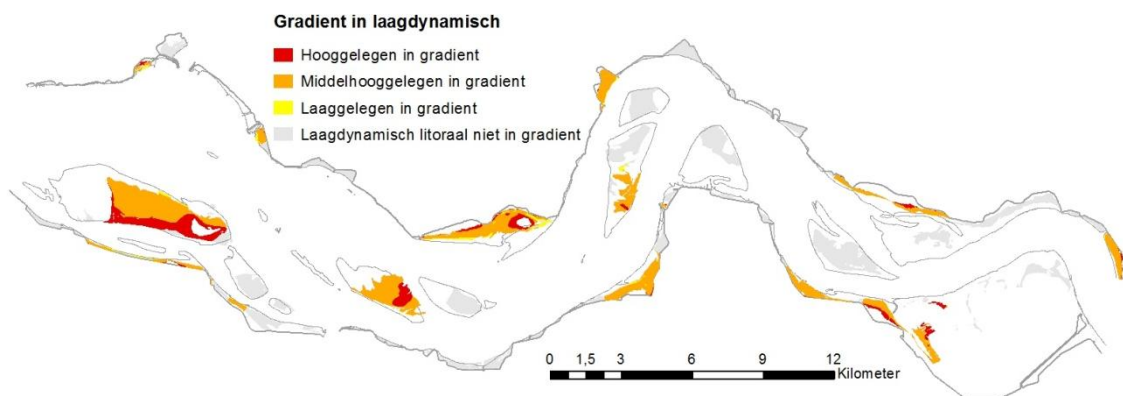 Gradient in laagdynamisch
Hooggelegen in gradient
Middelhooggelegen in gradient
Laaggelegen in gradient
Laagdynamisch litoraal niet in gradient
0 1,5 3 6 9 12
Kilometer